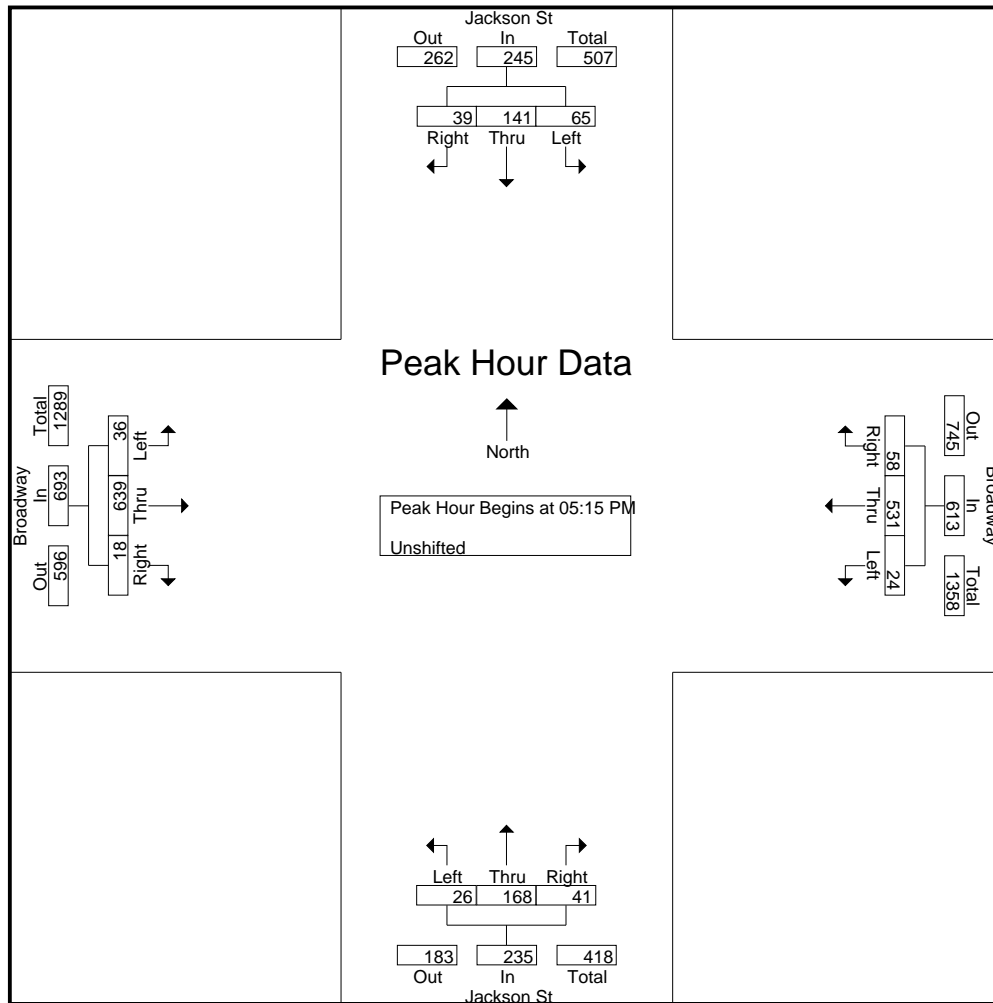 Jackson St
Out In Total
262 245 507
39 141 65
Right Thru Left
Peak Hour Data
North
Peak Hour Begins at 05:15 PM
Unshifted
Broadway
Out In Total
596 693 1289
18 639 36
Right Thru Left
Broadway
Out In Total
745 613 1358
58 531 24
Right Thru Left
Left Thru Right
26 168 41
183 235 418
Out In Total
Jackson St